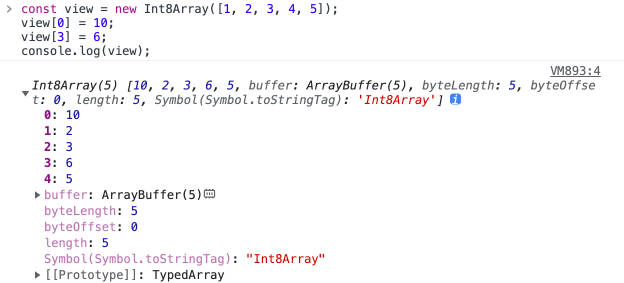 > const view = new Int8Array([1, 2, 3, 4, 5]);
view[0] = 10;
view[3] = 6;
console.log(view);
VM893:4
Int8Array(5) [10, 2, 3, 6, 5, buffer: ArrayBuffer(5), byteLength: 5, byteOffse
t: 0, length: 5, Symbol(Symbol.toStringTag): 'Int8Array'] i
0: 10
1: 2
2: 3
3: 6
4: 5
buffer: ArrayBuffer(5)
byteLength: 5
byteOffset: 0
length: 5
Symbol(Symbol.toStringTag): "Int8Array"
[[Prototype]]: TypedArray